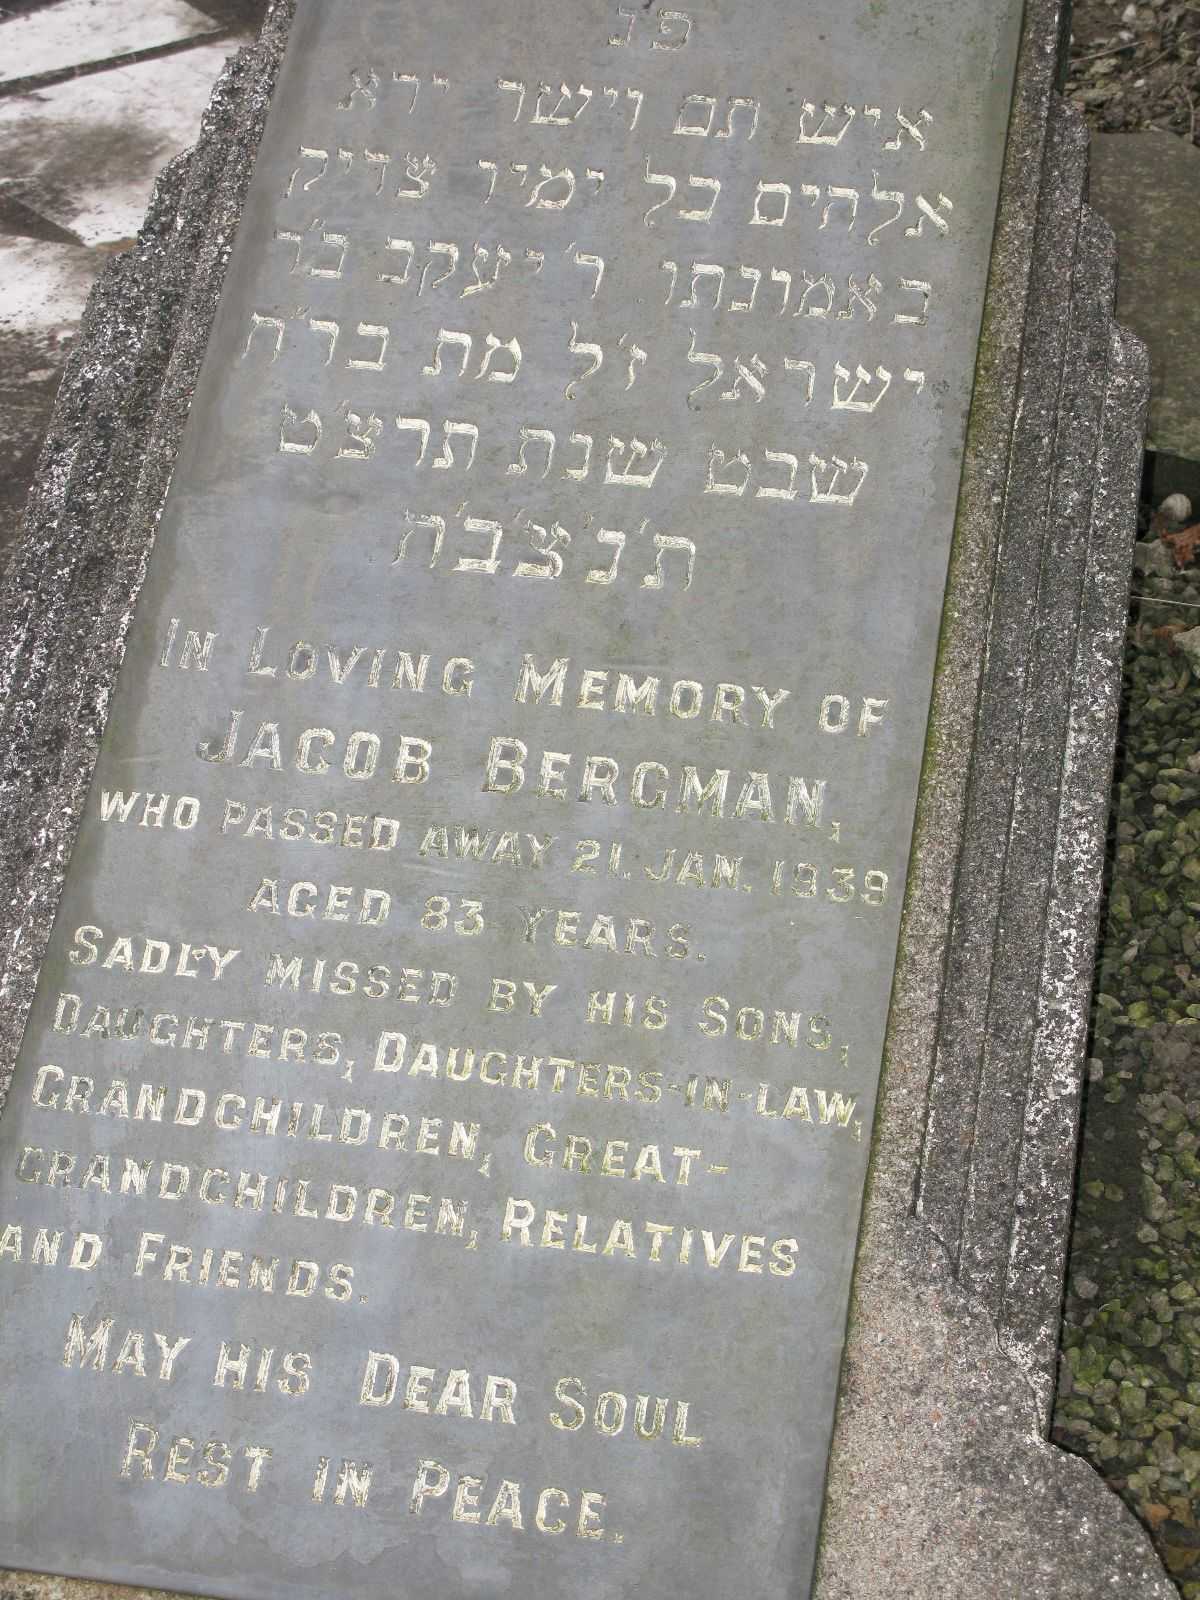 פנ
איש תם וישר ירא
אלהים כל ימיו צדיק
באמונתו ר' יעקב ב'ר
ישראל ז'ל מת בר'ח
שבט שנת תרצ'ט
ת'נ'צ'ב'ה
IN LOVING MEMORY OF
JACOB BERGMAN,
WHO PASSED AWAY 21. JAN. 1939
AGED 83 YEARS.
SADLY MISSED BY HIS SONS,
DAUGHTERS, DAUGHTERS-IN-LAW,
GRANDCHILDREN, GREAT-
GRANDCHILDREN, RELATIVES
AND FRIENDS.
MAY HIS DEAR SOUL
REST IN PEACE.